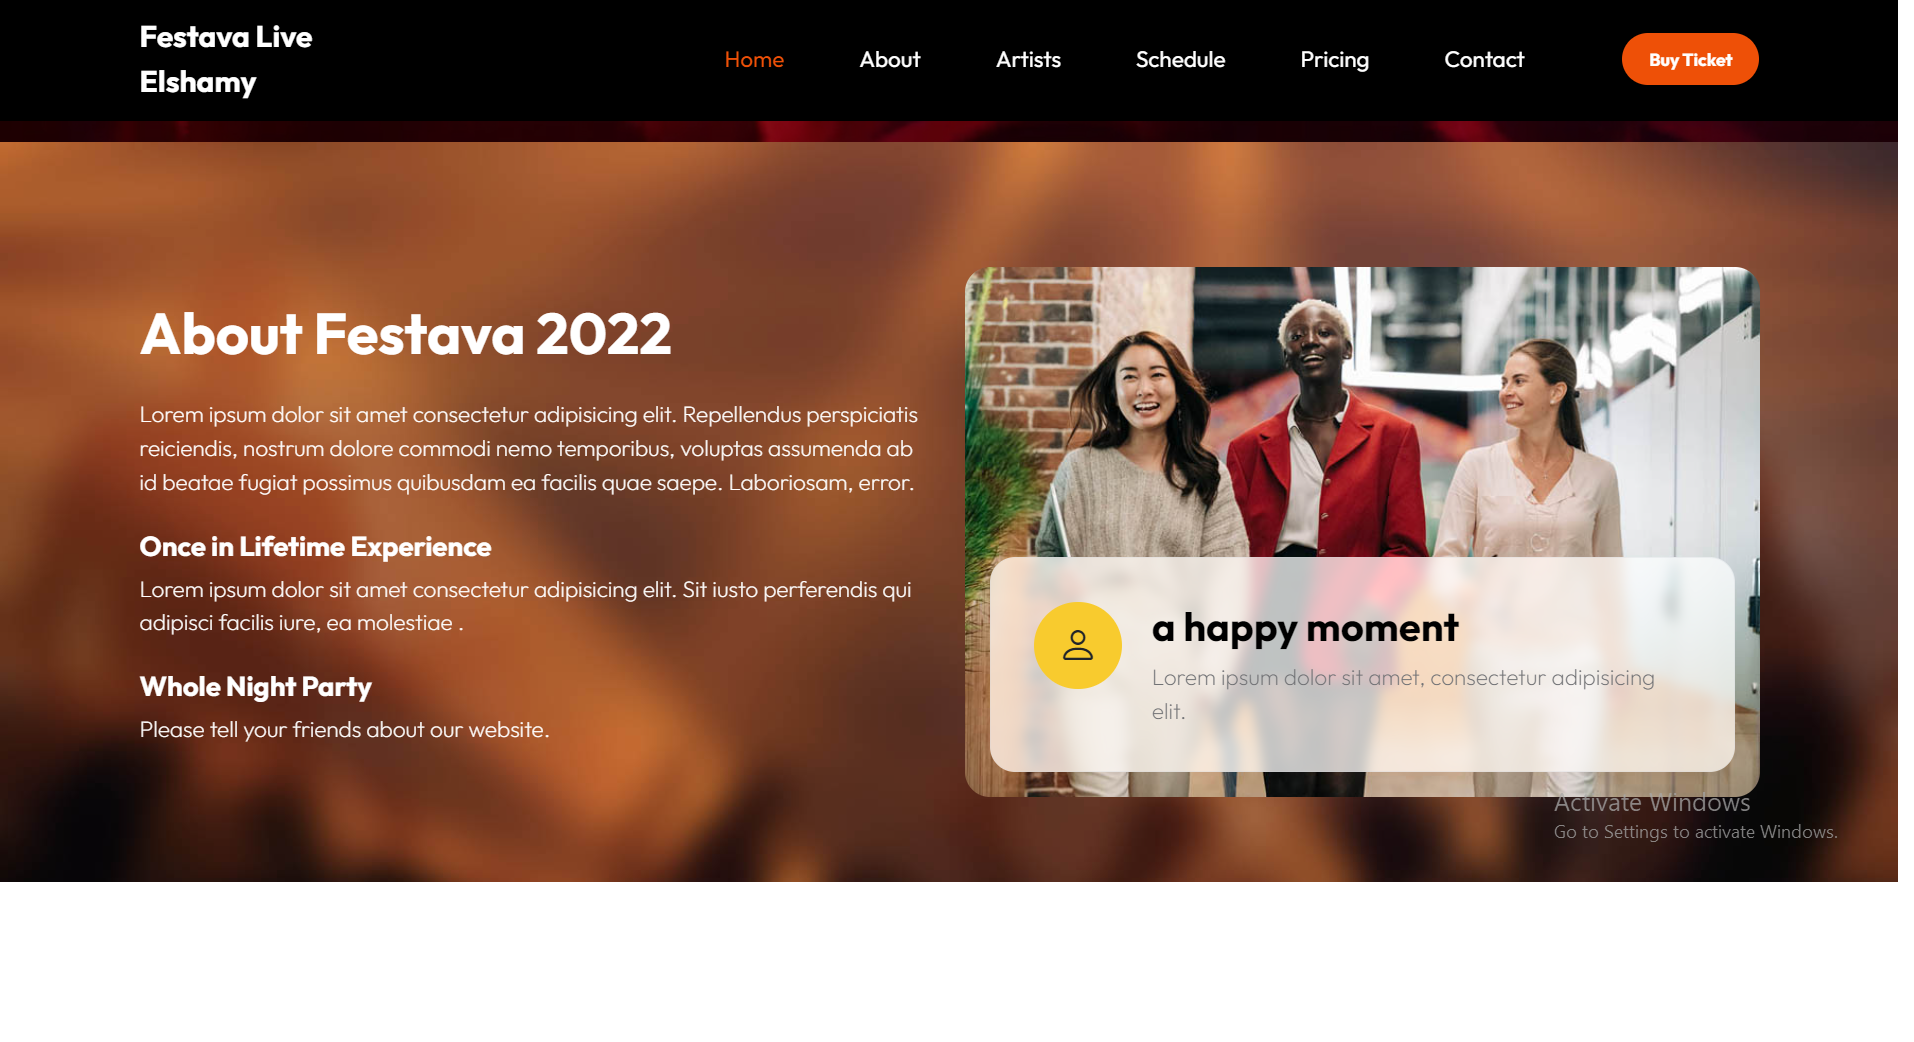 Festava Live
Elshamy
Home About Artists Schedule Pricing Contact Buy Ticket
About Festava 2022
Lorem ipsum dolor sit amet consectetur adipisicing elit. Repellendus perspiciatis
reiciendis, nostrum dolore commodi nemo temporibus, voluptas assumenda ab
id beatae fugiat possimus quibusdam ea facilis quae saepe. Laboriosam, error.
Once in Lifetime Experience
Lorem ipsum dolor sit amet consectetur adipisicing elit. Sit iusto perferendis qui
adipisci facilis iure, ea molestiae .
Whole Night Party
Please tell your friends about our website.
a happy moment
Lorem ipsum dolor sit amet, consectetur adipisicing
elit.
Activate Windows
Go to Settings to activate Windows.